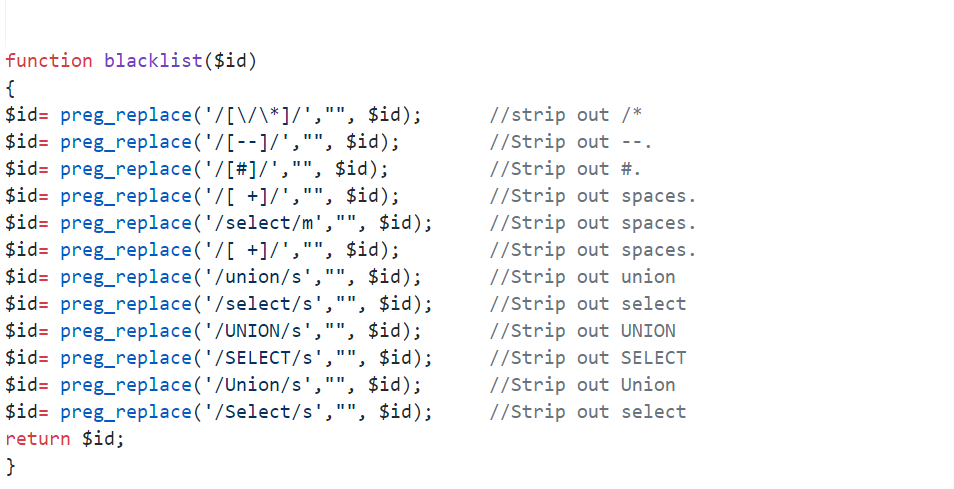 function blacklist($id)
{
$id= preg_replace('/[\/\*]/',"", $id);		//strip out /*
$id= preg_replace('/[--]/',"", $id);		//Strip out --.
$id= preg_replace('/[#]/',"", $id);			//Strip out #.
$id= preg_replace('/[ +]/',"", $id);	    //Strip out spaces.
$id= preg_replace('/select/m',"", $id);	    //Strip out spaces.
$id= preg_replace('/[ +]/',"", $id);	    //Strip out spaces.
$id= preg_replace('/union/s',"", $id);	    //Strip out union
$id= preg_replace('/select/s',"", $id);	    //Strip out select
$id= preg_replace('/UNION/s',"", $id);	    //Strip out UNION
$id= preg_replace('/SELECT/s',"", $id);	    //Strip out SELECT
$id= preg_replace('/Union/s',"", $id);	    //Strip out Union
$id= preg_replace('/Select/s',"", $id);	    //Strip out select
return $id;
}